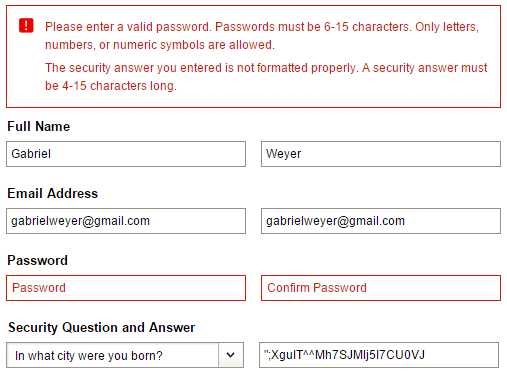 Please enter a valid password. Passwords must be 6-15 characters. Only letters,
numbers, or numeric symbols are allowed.
The security answer you entered is not formatted properly. A security answer must
be 4-15 characters long.
Full Name
Gabriel Weyer
Email Address
gabrielweyer@gmail.com gabrielweyer@gmail.com
Password
Password Confirm Password
Security Question and Answer
In what city were you born? ";XguIT^^Mh7SJMlj5I7CU0VJ